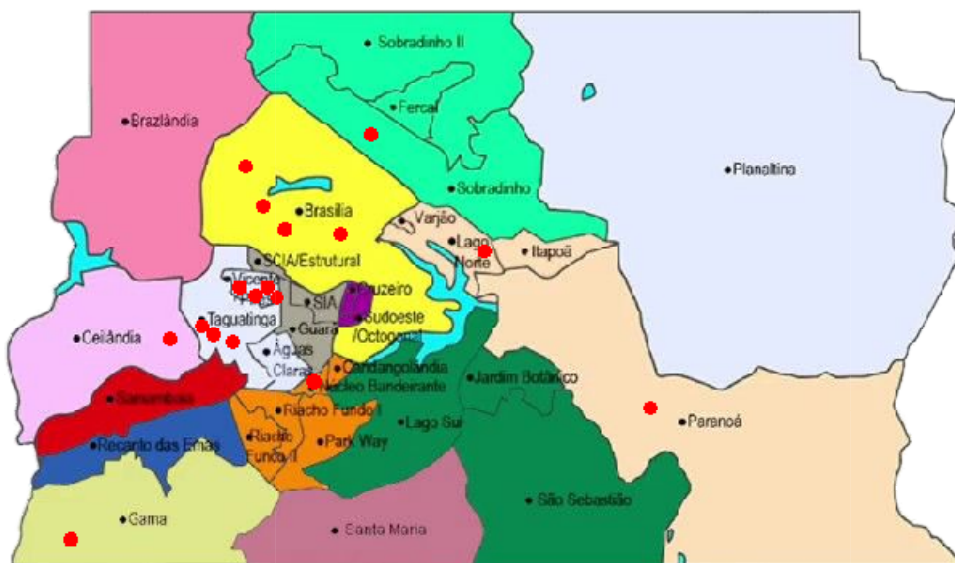 Sobradinho II
Fercal
Brazlândia
Planaltina
Sobradinho
Brasília
Varjão
Lago
Norte
Itapoã
SCIA/Estrutural
Vicente
Cruzeiro
SIA
Sudoeste
/Octogonal
Taguatinga
Guará
Ceilândia
Águas
Claras
Candangolândia
Núcleo Bandeirante
Jardim Botânico
Samambaia
Riacho Fundo I
Lago Sul
Paranoá
Recanto das Emas
Riacho
Fundo II
Park Way
São Sebastião
Gama
Santa Maria